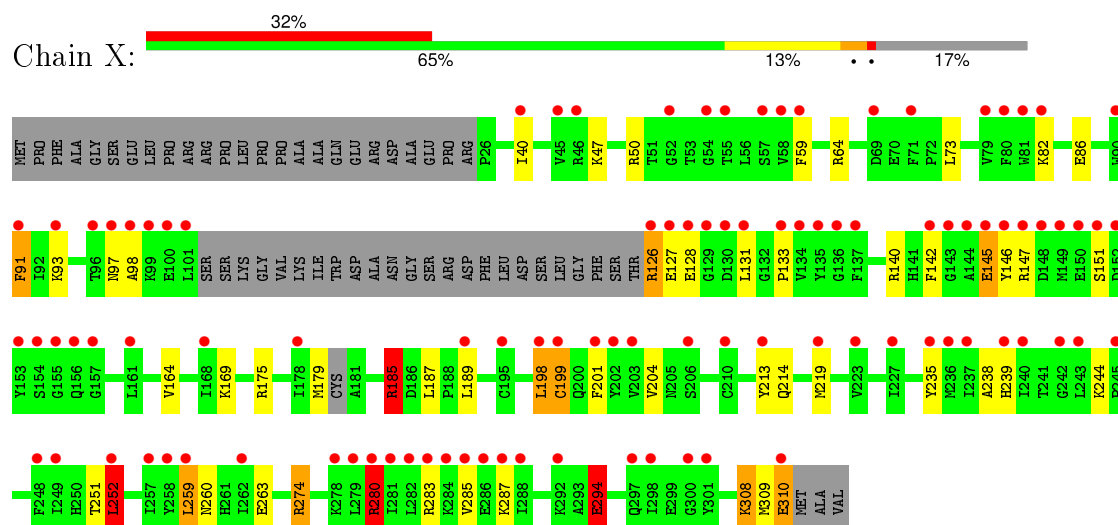 32%
Chain X:
65% 13% • • 17%
MET PRO PHE ALA GLY SER GLU LEU PRO ARG ARG PRO LEU PRO PRO ALA ALA GLN GLU ARG ASP ALA GLU PRO ARG P26 I40 V45 R46 K47 R50 T51 G52 T53 G54 T55 L56 S57 V58 F59 R64 D69 E70 F71 P72 L73 V79 F80 W81 K82 E86 W90
F91 I92 K93 T96 N97 A98 K99 E100 L101 SER SER LYS GLY VAL LYS ILE TRP ASP ALA ASN GLY SER ARG ASP PHE LEU ASP SER LEU GLY PHE SER THR R126 E127 E128 G129 D130 L131 G132 P133 V134 Y135 G136 F137 R140 H141 F142 G143 A144 E145 Y146 R147 D148 M149 E150 S151 D152
Y153 S154 G155 Q156 G157 L161 V164 I168 K169 R175 I178 M179 CYS A181 R185 D186 L187 P188 L189 C195 L198 C199 Q200 F201 Y202 V203 V204 N205 S206 C210 Y213 Q214 M219 V223 I227 Y235 M236 I237 A238 H239 I240 T241 G242 L243 K244
F248 I249 H250 T251 L252 I257 Y258 L259 N260 H261 I262 E263 R274 K278 L279 R280 I281 L282 R283 K284 V285 E286 K287 I288 K292 A293 E294 Q297 I298 E299 G300 Y301 K308 M309 E310 MET ALA VAL